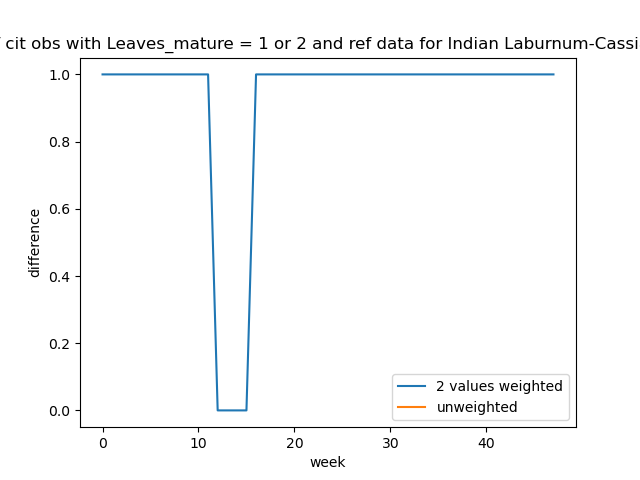 cit obs with Leaves_mature = 1 or 2 and ref data for Indian Laburnum-Cassi
1.0
0.8
0.6
0.4
0.2
0.0
difference
0 10 20 30 40
week
2 values weighted
unweighted